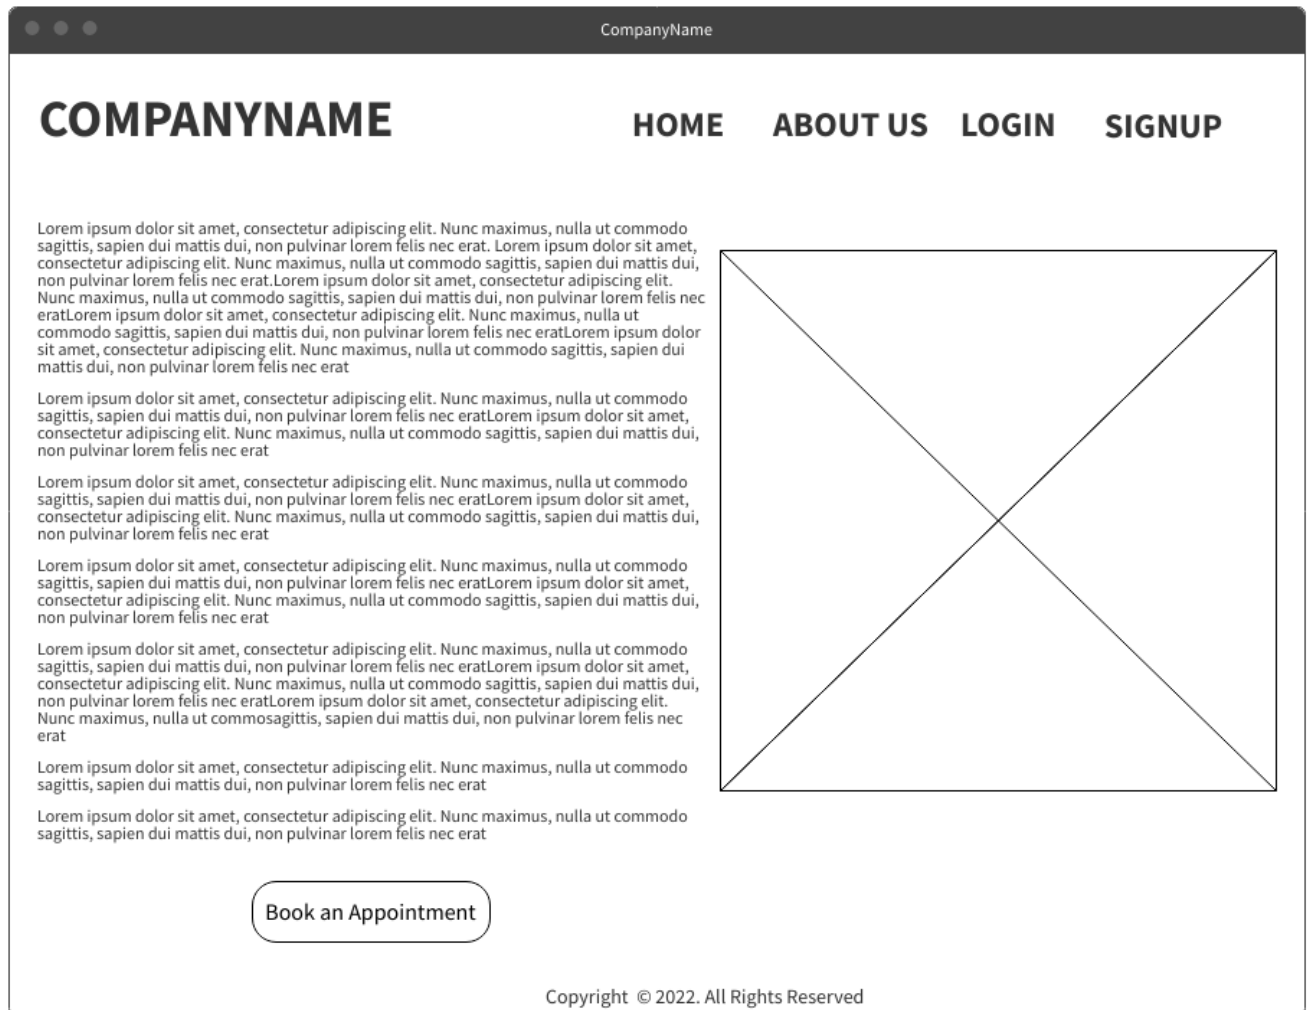 CompanyName
COMPANYNAME
HOME ABOUT US LOGIN SIGNUP
Lorem ipsum dolor sit amet, consectetur adipiscing elit. Nunc maximus, nulla ut commodo
sagittis, sapien dui mattis dui, non pulvinar lorem felis nec erat. Lorem ipsum dolor sit amet,
consectetur adipiscing elit. Nunc maximus, nulla ut commodo sagittis, sapien dui mattis dui,
non pulvinar lorem felis nec erat.Lorem ipsum dolor sit amet, consectetur adipiscing elit.
Nunc maximus, nulla ut commodo sagittis, sapien dui mattis dui, non pulvinar lorem felis nec
eratLorem ipsum dolor sit amet, consectetur adipiscing elit. Nunc maximus, nulla ut
commodo sagittis, sapien dui mattis dui, non pulvinar lorem felis nec eratLorem ipsum dolor
sit amet, consectetur adipiscing elit. Nunc maximus, nulla ut commodo sagittis, sapien dui
mattis dui, non pulvinar lorem felis nec erat
Lorem ipsum dolor sit amet, consectetur adipiscing elit. Nunc maximus, nulla ut commodo
sagittis, sapien dui mattis dui, non pulvinar lorem felis nec eratLorem ipsum dolor sit amet,
consectetur adipiscing elit. Nunc maximus, nulla ut commodo sagittis, sapien dui mattis dui,
non pulvinar lorem felis nec erat
Lorem ipsum dolor sit amet, consectetur adipiscing elit. Nunc maximus, nulla ut commodo
sagittis, sapien dui mattis dui, non pulvinar lorem felis nec eratLorem ipsum dolor sit amet,
consectetur adipiscing elit. Nunc maximus, nulla ut commodo sagittis, sapien dui mattis dui,
non pulvinar lorem felis nec erat
Lorem ipsum dolor sit amet, consectetur adipiscing elit. Nunc maximus, nulla ut commodo
sagittis, sapien dui mattis dui, non pulvinar lorem felis nec eratLorem ipsum dolor sit amet,
consectetur adipiscing elit. Nunc maximus, nulla ut commodo sagittis, sapien dui mattis dui,
non pulvinar lorem felis nec erat
Lorem ipsum dolor sit amet, consectetur adipiscing elit. Nunc maximus, nulla ut commodo
sagittis, sapien dui mattis dui, non pulvinar lorem felis nec eratLorem ipsum dolor sit amet,
consectetur adipiscing elit. Nunc maximus, nulla ut commodo sagittis, sapien dui mattis dui,
non pulvinar lorem felis nec eratLorem ipsum dolor sit amet, consectetur adipiscing elit.
Nunc maximus, nulla ut commosagittis, sapien dui mattis dui, non pulvinar lorem felis nec
erat
Lorem ipsum dolor sit amet, consectetur adipiscing elit. Nunc maximus, nulla ut commodo
sagittis, sapien dui mattis dui, non pulvinar lorem felis nec erat
Lorem ipsum dolor sit amet, consectetur adipiscing elit. Nunc maximus, nulla ut commodo
sagittis, sapien dui mattis dui, non pulvinar lorem felis nec erat
Book an Appointment
Copyright © 2022. All Rights Reserved